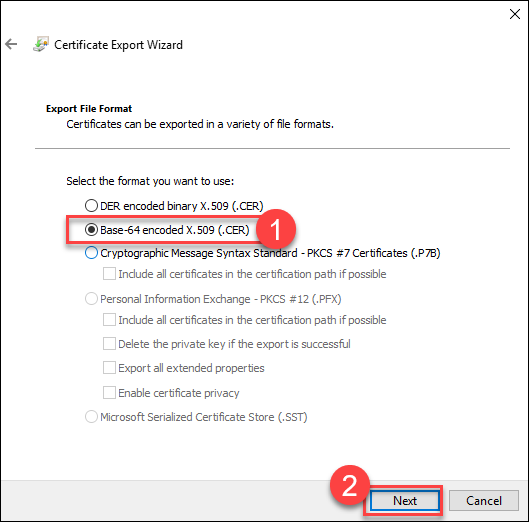 Certificate Export Wizard
Export File Format
Certificates can be exported in a variety of file formats.
Select the format you want to use:
DER encoded binary X.509 (.CER)
Base-64 encoded X.509 (.CER)
1
Cryptographic Message Syntax Standard - PKCS #7 Certificates (.P7B)
Include all certificates in the certification path if possible
Personal Information Exchange - PKCS #12 (.PFX)
Include all certificates in the certification path if possible
Delete the private key if the export is successful
Export all extended properties
Enable certificate privacy
Microsoft Serialized Certificate Store (.SST)
2
Next
Cancel